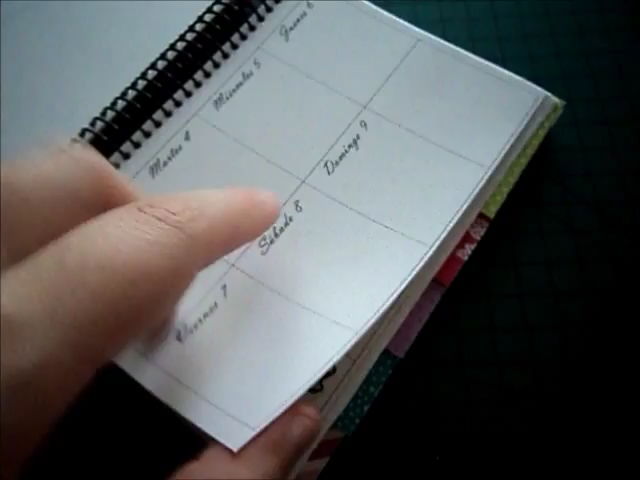 Martes 4
Miercoles 5
Jueves 6
Viernes 7
Sábado 8
Domingo 9